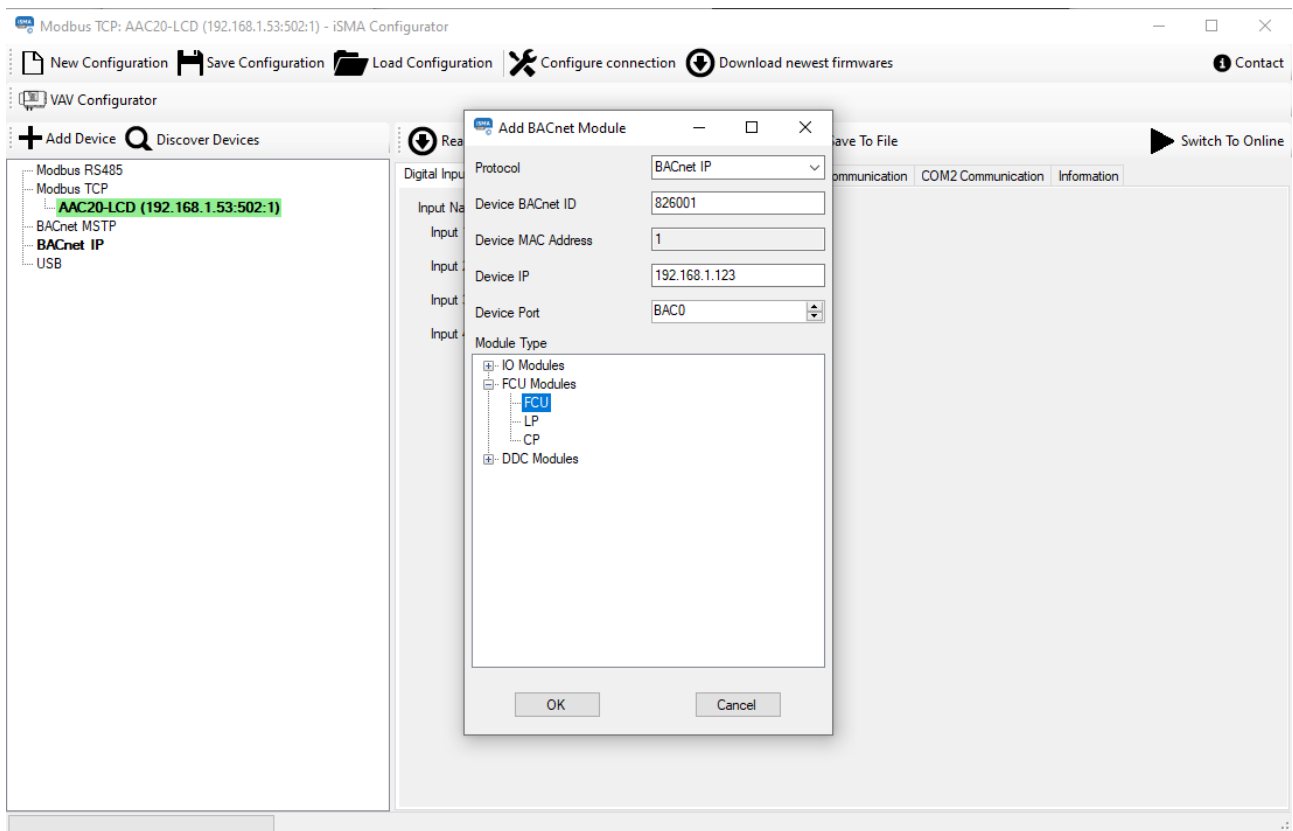 Modbus TCP: AAC20-LCD (192.168.1.53:502:1) - iSMA Configurator
New Configuration Save Configuration Load Configuration Configure connection Download newest firmwares Contact
VAV Configurator
Add Device Discover Devices
Modbus RS485
Modbus TCP
AAC20-LCD (192.168.1.53:502:1)
BACnet MSTP
BACnet IP
USB
Rea
ave To File
Switch To Online
Digital Inpu
ommunication COM2 Communication Information
Input Na
Input
Input
Input
Input
iSMA Add BACnet Module
Protocol BACnet IP
Device BACnet ID 826001
Device MAC Address 1
Device IP 192.168.1.123
Device Port BAC0
Module Type
IO Modules
FCU Modules
FCU
LP
CP
DDC Modules
OK Cancel